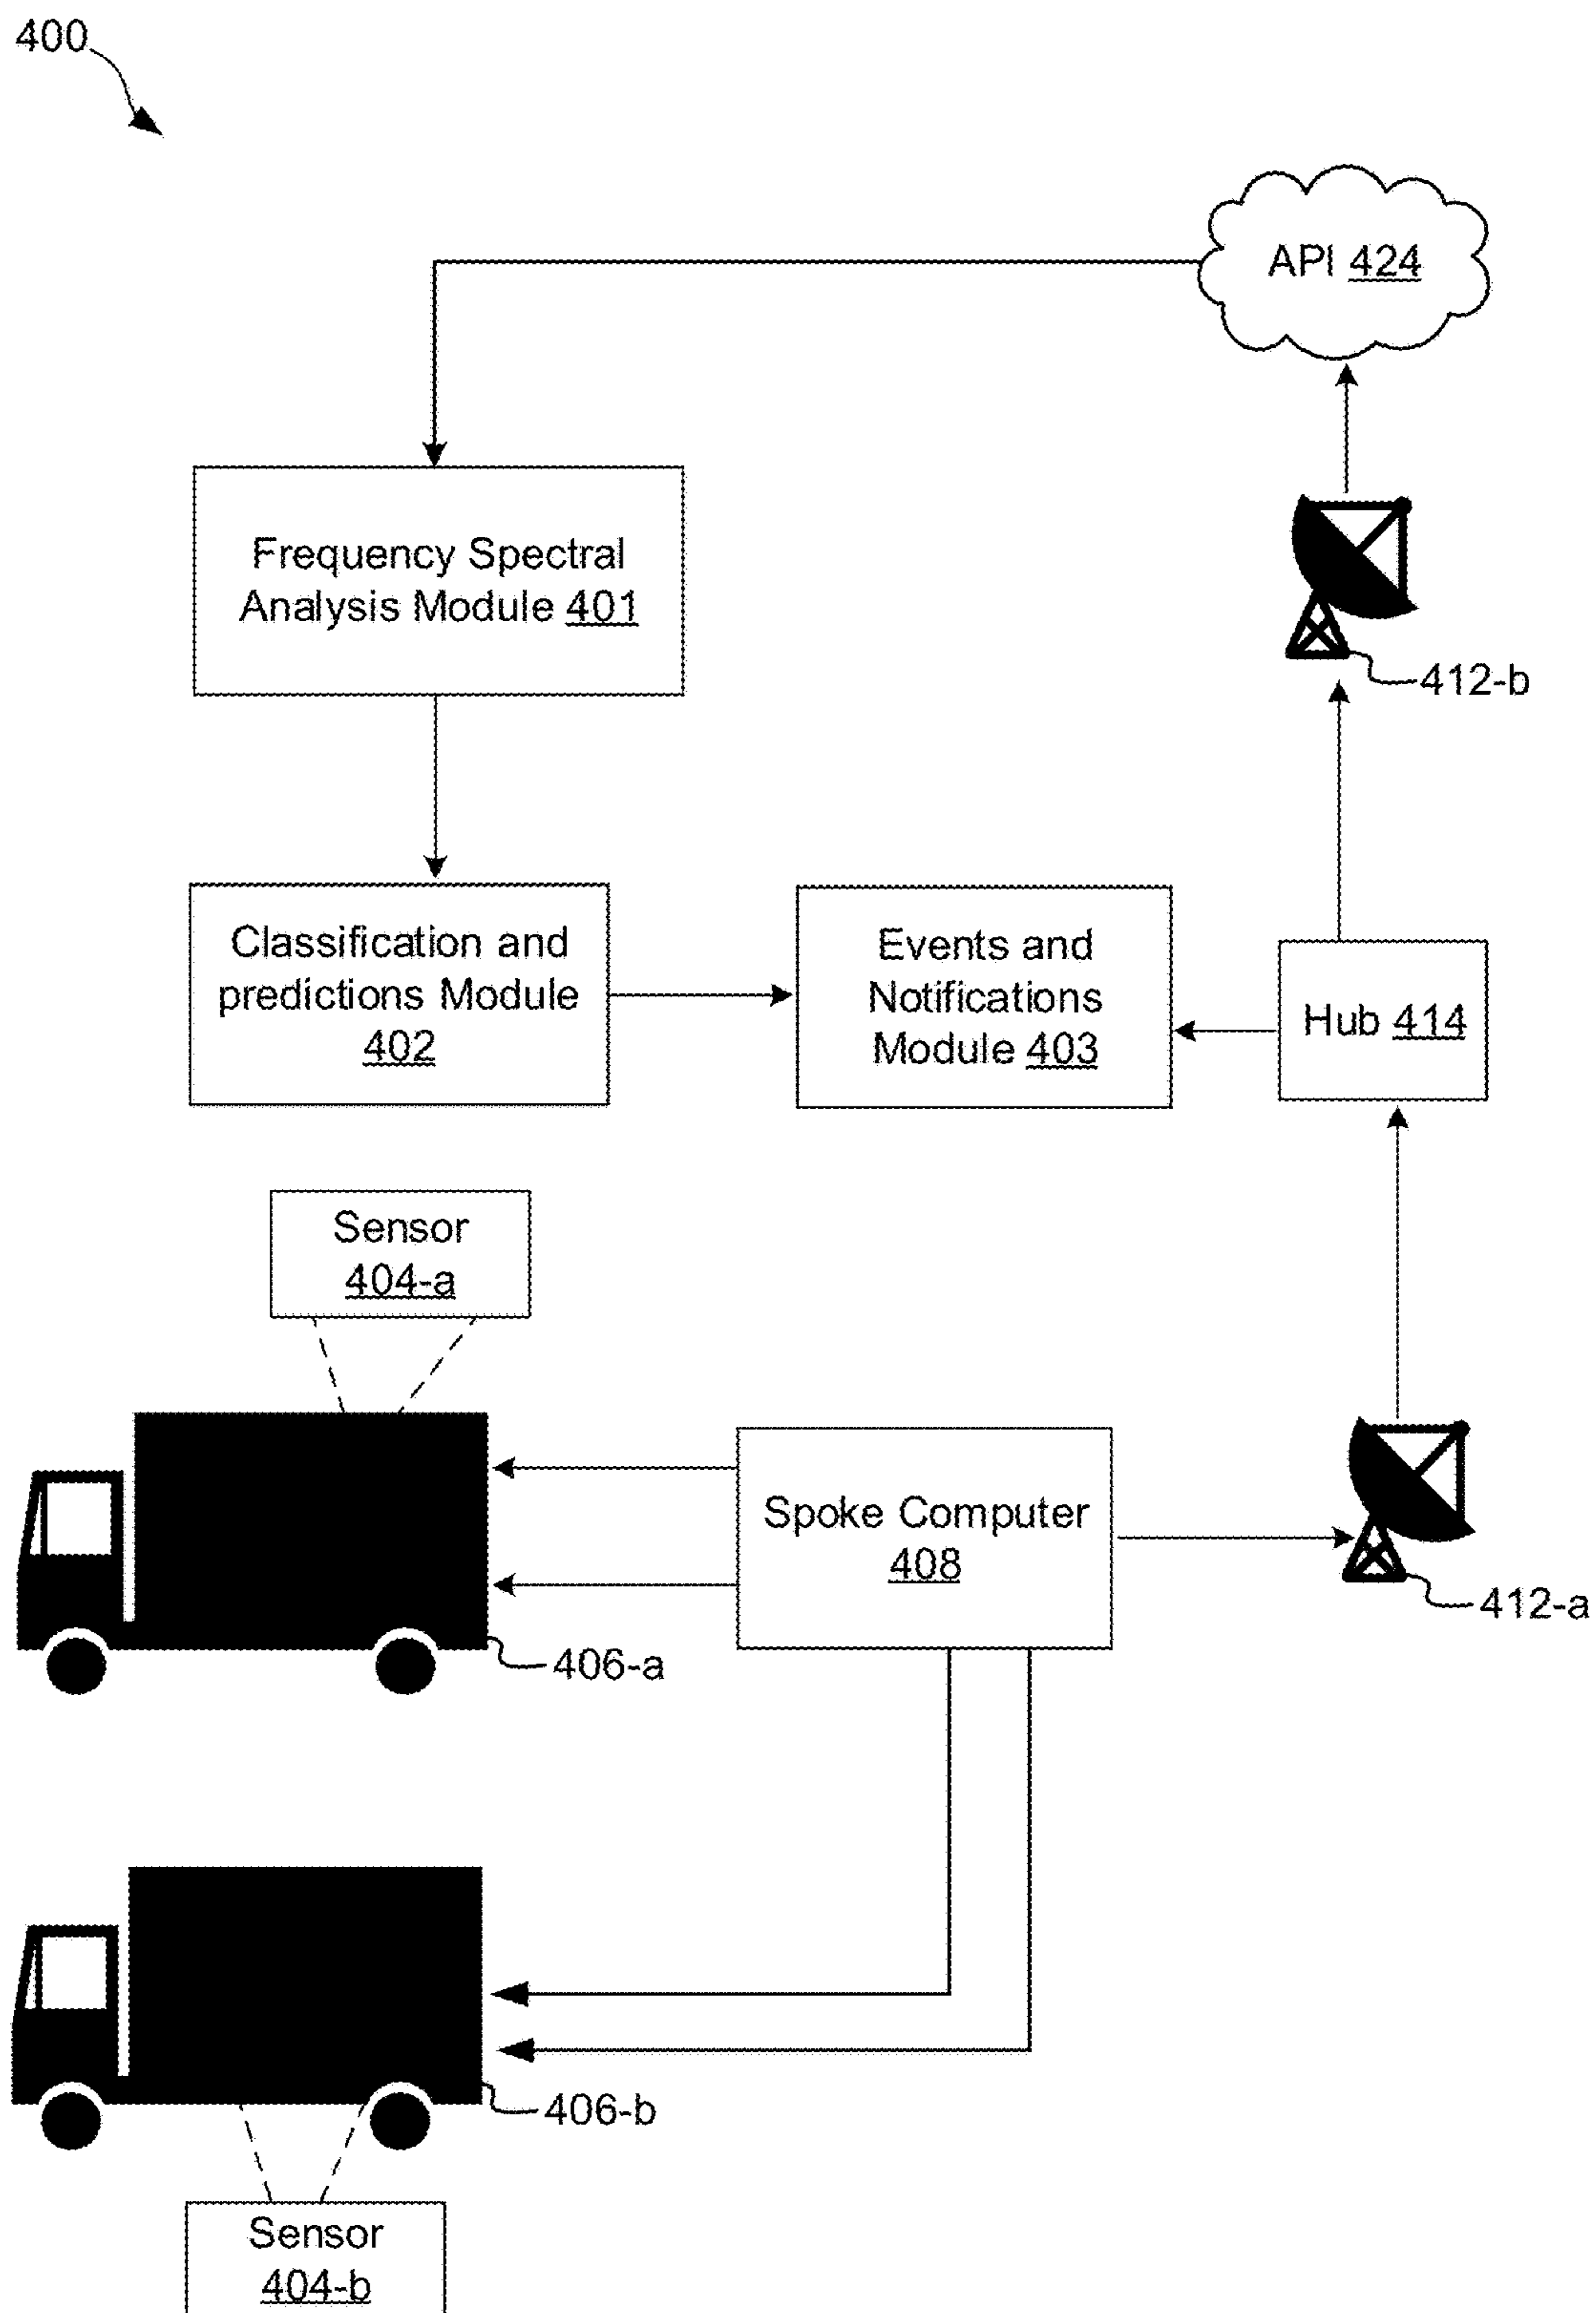 400
API 424
Frequency Spectral
Analysis Module 401
412-b
Classification and
predictions Module
402
Events and
Notifications
Module 403
Hub 414
Sensor
404-a
Spoke Computer
408
412-a
406-a
406-b
Sensor
404-b